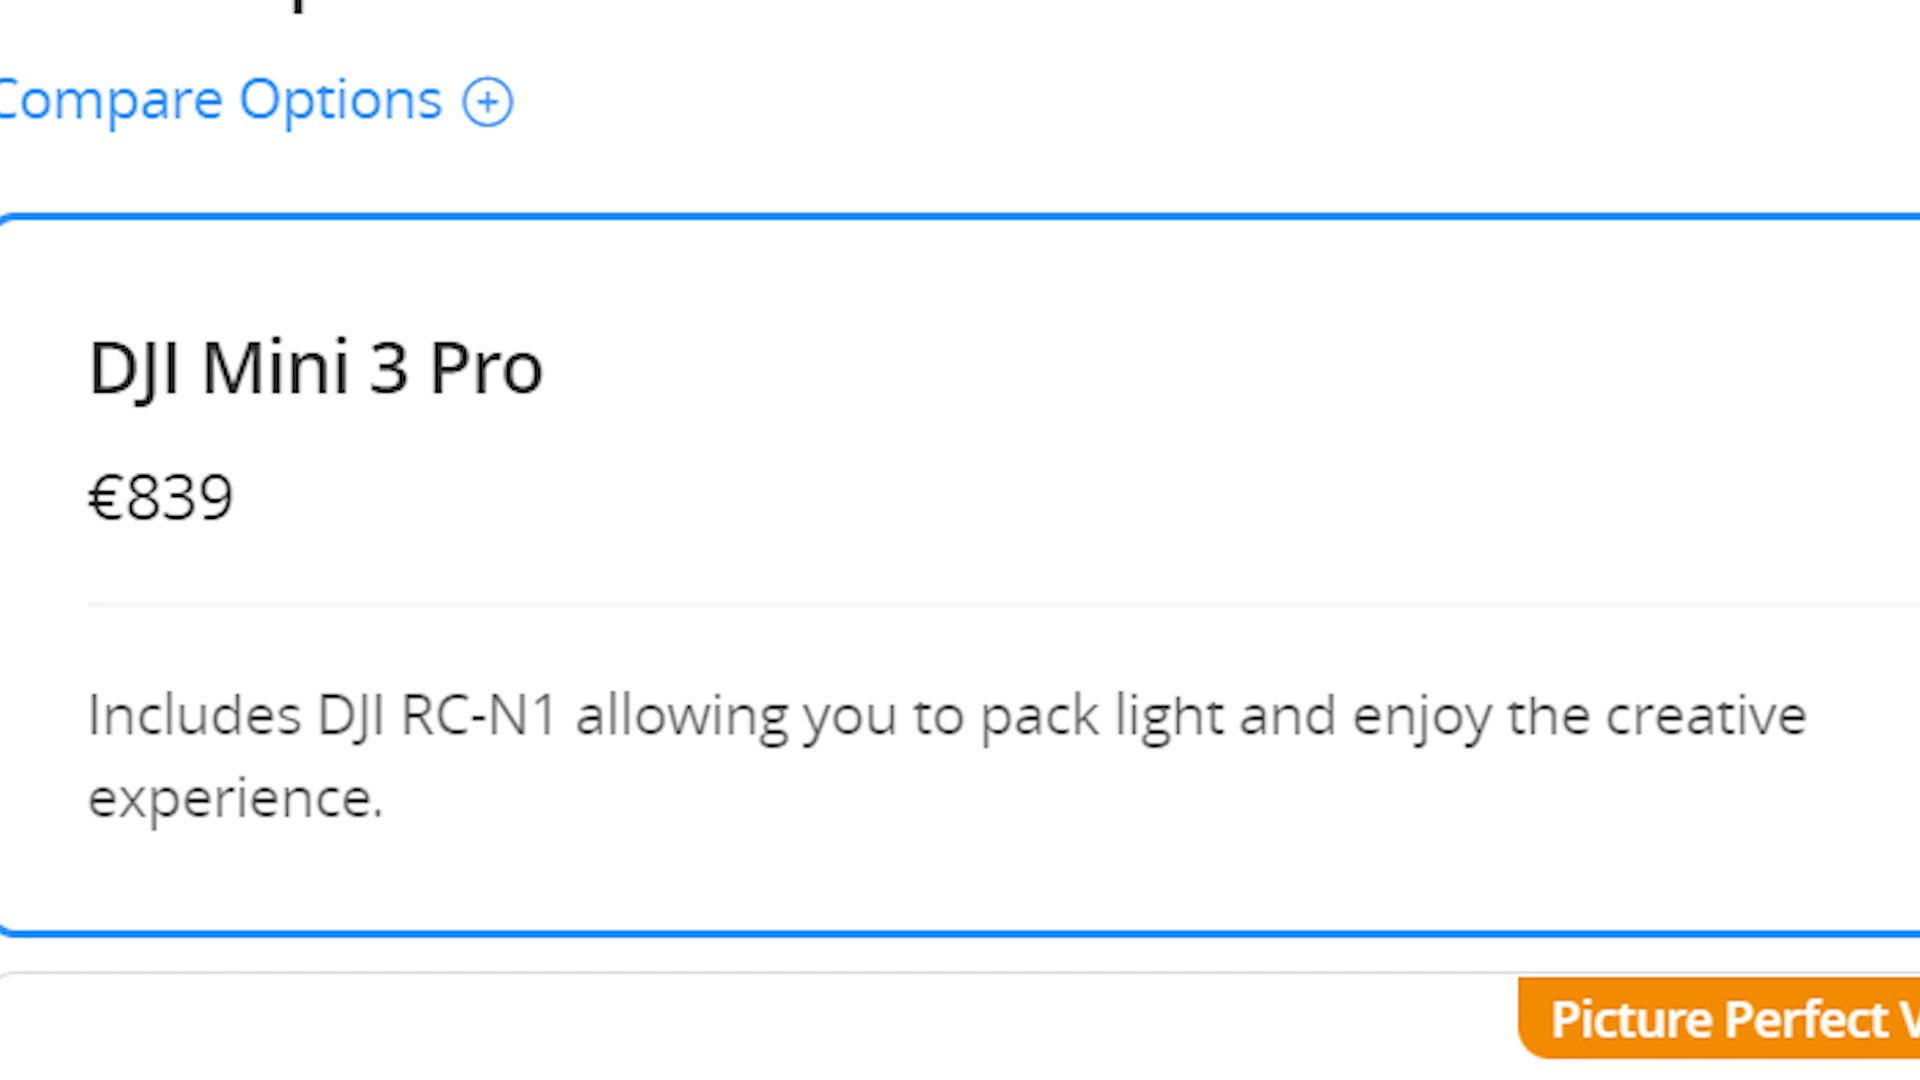 Compare Options
DJI Mini 3 Pro
€839
Includes DJI RC-N1 allowing you to pack light and enjoy the creative
experience.
Picture Perfect